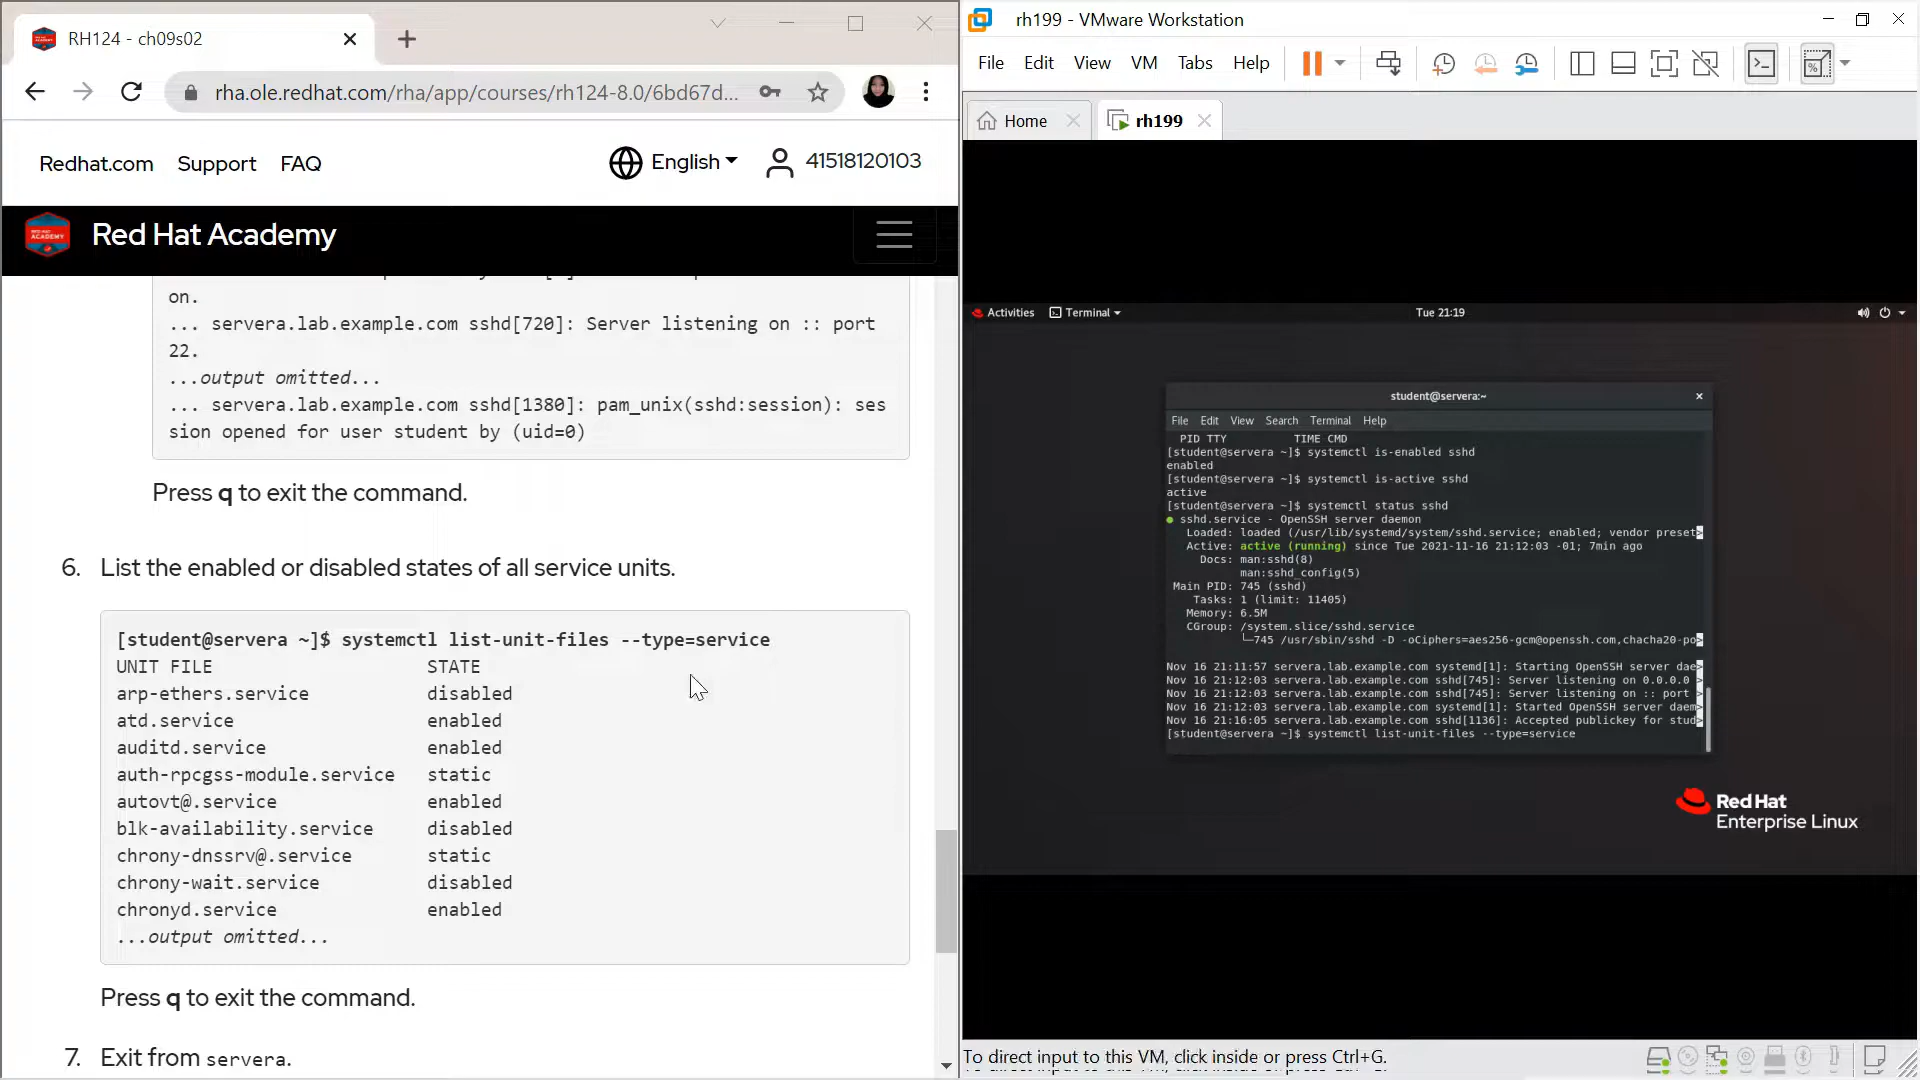 RH124 - ch09s02
rha.ole.redhat.com/rha/app/courses/rh124-8.0/6bd67d...
Redhat.com Support FAQ English 41518120103
RED HAT
ACADEMY
Red Hat Academy
on.
... servera.lab.example.com sshd[720]: Server listening on :: port
22.
...output omitted...
... servera.lab.example.com sshd[1380]: pam_unix(sshd:session): ses
sion opened for user student by (uid=0)
Press q to exit the command.
6. List the enabled or disabled states of all service units.
[student@servera ~]$ systemctl list-unit-files --type=service
UNIT FILE STATE
arp-ethers.service disabled
atd.service enabled
auditd.service enabled
auth-rpcgss-module.service static
autovt@.service enabled
blk-availability.service disabled
chrony-dnssrv@.service static
chrony-wait.service disabled
chronyd.service enabled
...output omitted...
Press q to exit the command.
7. Exit from servera.
rh199 - VMware Workstation
File Edit View VM Tabs Help
Home rh199
Activities Terminal Tue 21:19
student@servera:~
File Edit View Search Terminal Help
PID TTY TIME CMD
[student@servera ~]$ systemctl is-enabled sshd
enabled
[student@servera ~]$ systemctl is-active sshd
active
[student@servera ~]$ systemctl status sshd
● sshd.service - OpenSSH server daemon
Loaded: loaded (/usr/lib/systemd/system/sshd.service; enabled; vendor preset>
Active: active (running) since Tue 2021-11-16 21:12:03 -01; 7min ago
Docs: man:sshd(8)
man:sshd_config(5)
Main PID: 745 (sshd)
Tasks: 1 (limit: 11405)
Memory: 6.5M
CGroup: /system.slice/sshd.service
└─745 /usr/sbin/sshd -D -oCiphers=aes256-gcm@openssh.com,chacha20-po>
Nov 16 21:11:57 servera.lab.example.com systemd[1]: Starting OpenSSH server dae>
Nov 16 21:12:03 servera.lab.example.com sshd[745]: Server listening on 0.0.0.0 >
Nov 16 21:12:03 servera.lab.example.com sshd[745]: Server listening on :: port >
Nov 16 21:12:03 servera.lab.example.com systemd[1]: Started OpenSSH server daem>
Nov 16 21:16:05 servera.lab.example.com sshd[1136]: Accepted publickey for stud>
[student@servera ~]$ systemctl list-unit-files --type=service
Red Hat
Enterprise Linux
To direct input to this VM, click inside or press Ctrl+G.